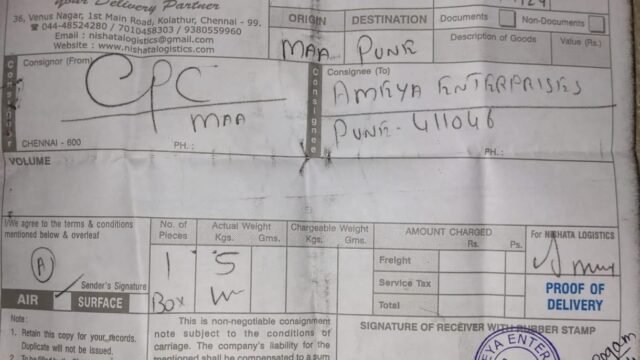 Your Delivery Partner
36, Venus Nagar, 1st Main Road, Kolathur, Chennai - 99.
☎ 044-48524280 / 7010458303 / 9380559960
Email : nishatalogistics@gmail.com
Website : www.nishatalogistics.com
ORIGIN DESTINATION
MAA PUNE
Documents Non-Documents
Description of Goods Value (Rs.)
Consignor
Consignor (From)
CPC
MAA
CHENNAI - 600 PH. :
Consignee
Consignee (To)
AMEYA ENTERPRISES
PUNE - 411046
PH. :
VOLUME
I/We agree to the terms & conditions
mentioned below & overleaf
A
Sender's Signature
AIR SURFACE
No. of Pieces
Actual Weight
Kgs. Gms.
Chargeable Weight
Kgs. Gms.
1 5
BOX
AMOUNT CHARGED
Rs. Ps.
Freight
Service Tax
Total
For NISHATA LOGISTICS
PROOF OF
DELIVERY
Note:
1. Retain this copy for your records.
Duplicate will not be issued.
This is non-negotiable consignment
note subject to the conditions of
carriage. The company's liability for
the mentioned shall be compensated to a sum
SIGNATURE OF RECEIVER WITH RUBBER STAMP
EYA ENTER